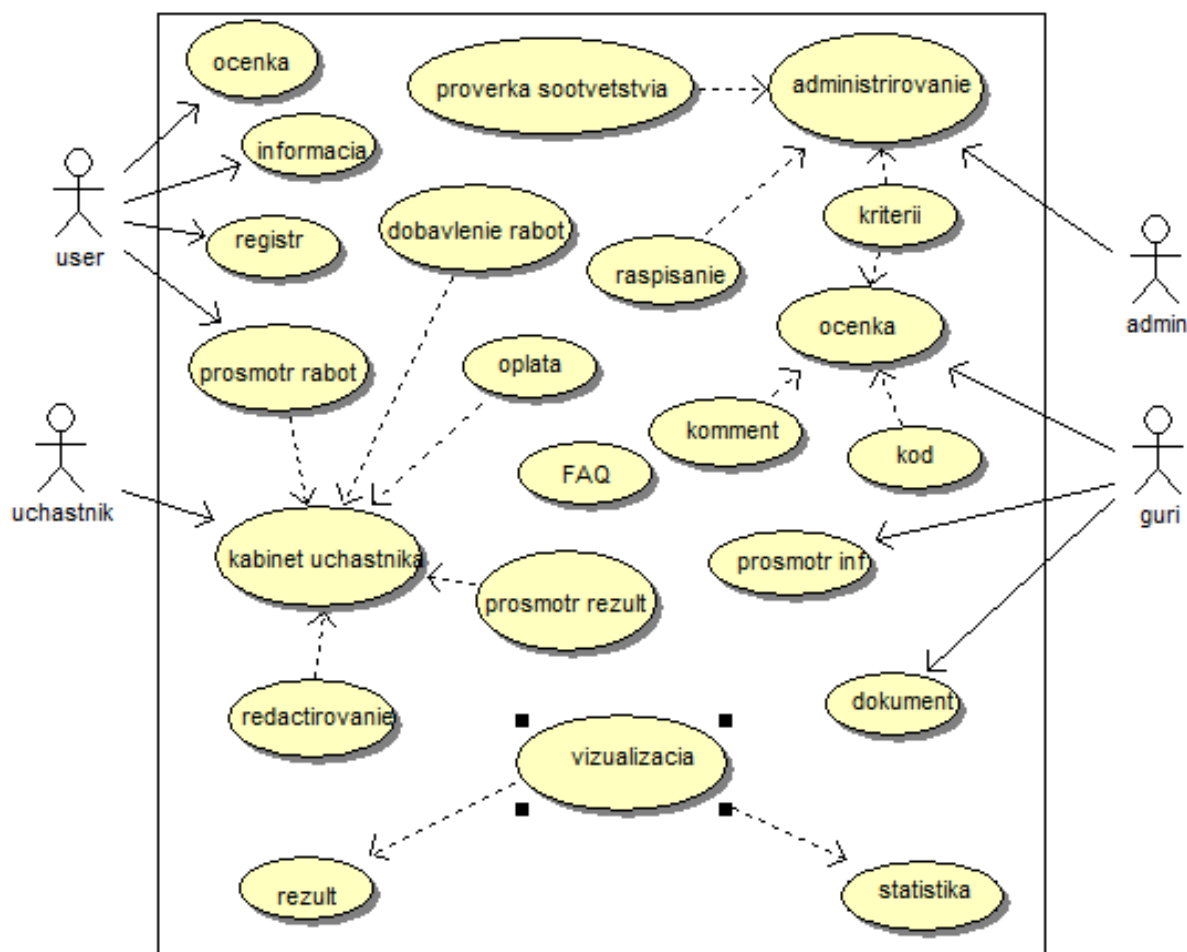 ocenka
proverka sootvetstvia
administrirovanie
informacia
user
registr
dobavlenie rabot
kriterii
raspisanie
admin
ocenka
prosmotr rabot
oplata
uchastnik
komment
kod
FAQ
guri
kabinet uchastnika
prosmotr inf
prosmotr rezult
redactirovanie
dokument
vizualizacia
rezult
statistika